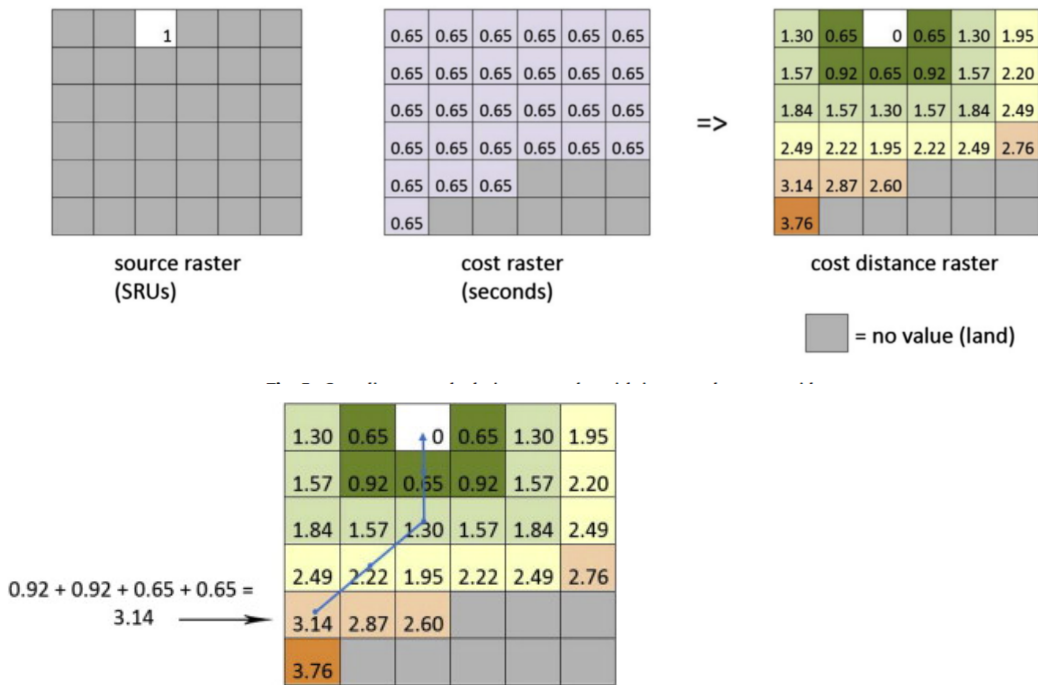 1
0.65 0.65 0.65 0.65 0.65 0.65
0.65 0.65 0.65 0.65 0.65 0.65
0.65 0.65 0.65 0.65 0.65 0.65
0.65 0.65 0.65 0.65 0.65 0.65
0.65 0.65 0.65
0.65
=>
1.30 0.65 0 0.65 1.30 1.95
1.57 0.92 0.65 0.92 1.57 2.20
1.84 1.57 1.30 1.57 1.84 2.49
2.49 2.22 1.95 2.22 2.49 2.76
3.14 2.87 2.60
3.76
source raster
(SRUs)
cost raster
(seconds)
cost distance raster
= no value (land)
1.30 0.65 0 0.65 1.30 1.95
1.57 0.92 0.65 0.92 1.57 2.20
1.84 1.57 1.30 1.57 1.84 2.49
2.49 2.22 1.95 2.22 2.49 2.76
3.14 2.87 2.60
3.76
0.92 + 0.92 + 0.65 + 0.65 =
3.14